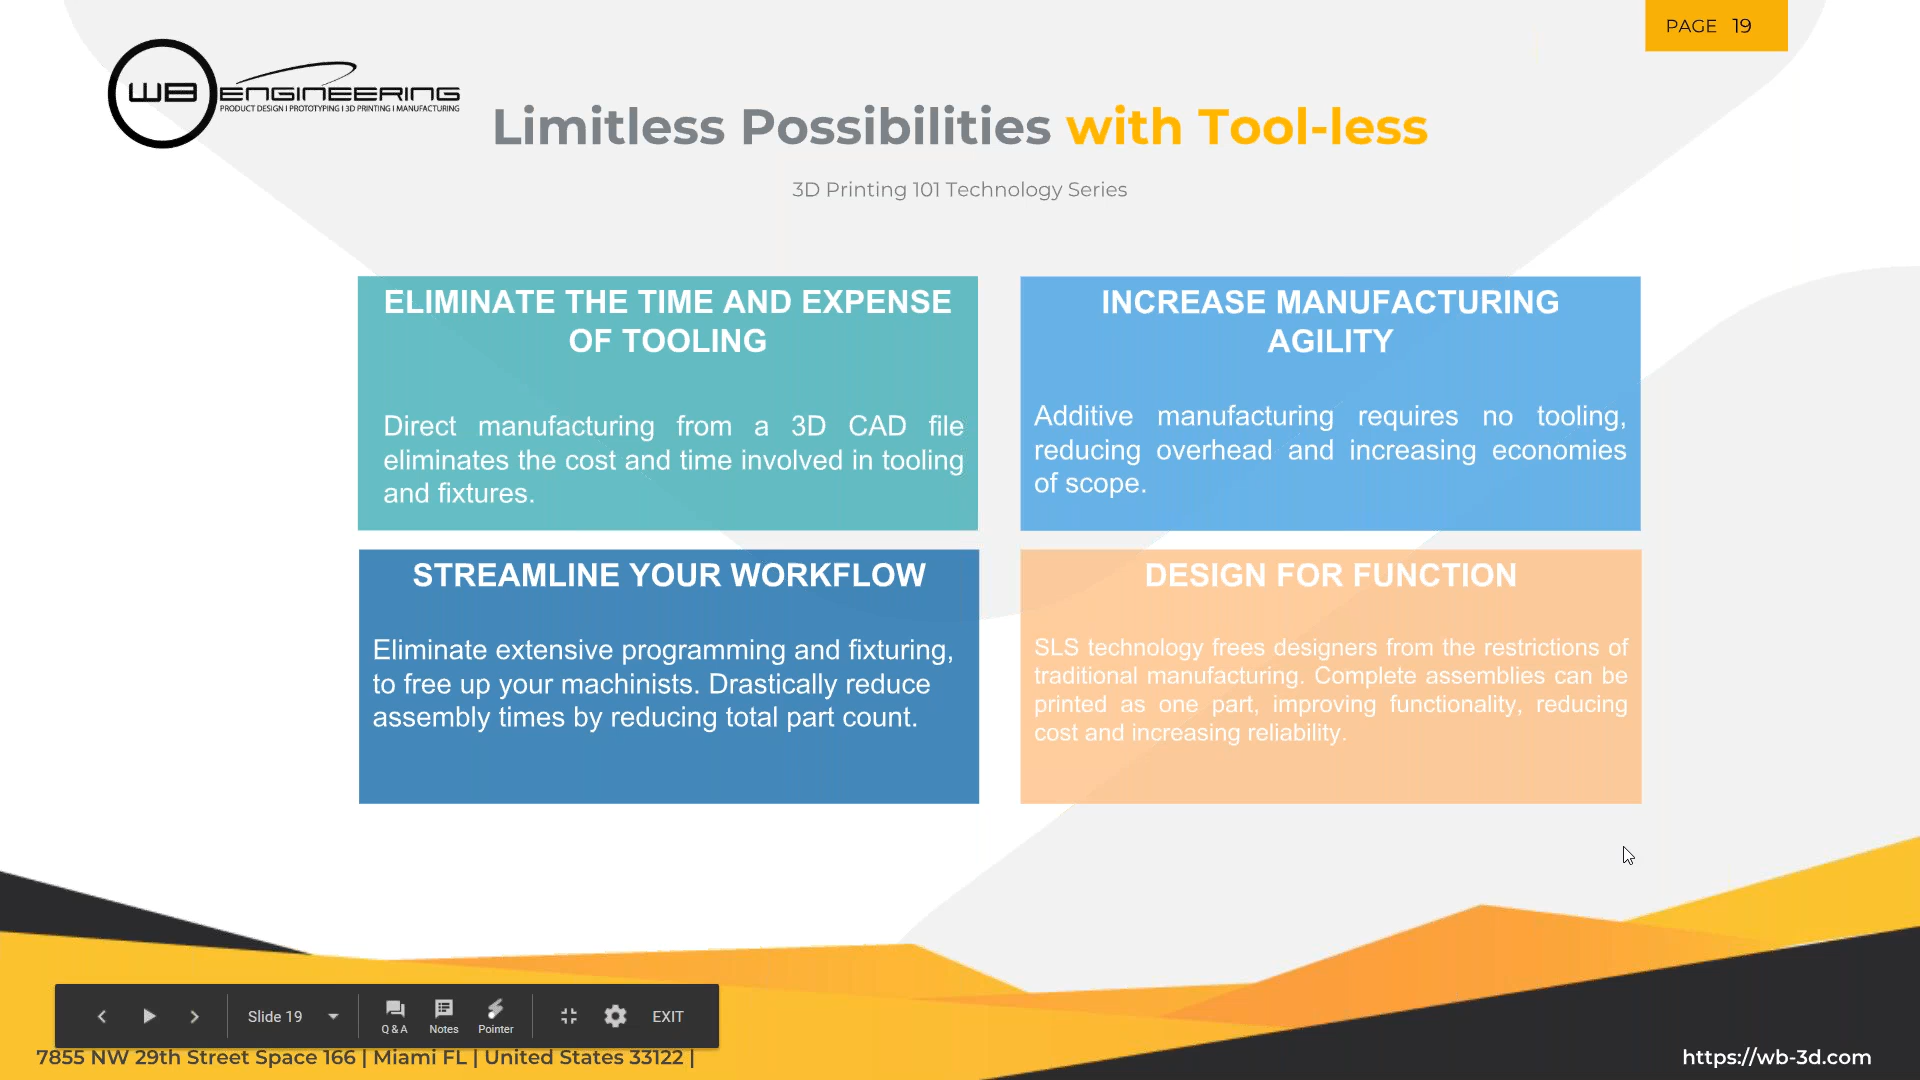 PAGE 19
WB ENGINEERING
PRODUCT DESIGN I PROTOTYPING I 3D PRINTING I MANUFACTURING
Limitless Possibilities with Tool-less
3D Printing 101 Technology Series
ELIMINATE THE TIME AND EXPENSE
OF TOOLING
Direct manufacturing from a 3D CAD file
eliminates the cost and time involved in tooling
and fixtures.
INCREASE MANUFACTURING
AGILITY
Additive manufacturing requires no tooling,
reducing overhead and increasing economies
of scope.
STREAMLINE YOUR WORKFLOW
Eliminate extensive programming and fixturing,
to free up your machinists. Drastically reduce
assembly times by reducing total part count.
DESIGN FOR FUNCTION
SLS technology frees designers from the restrictions of
traditional manufacturing. Complete assemblies can be
printed as one part, improving functionality, reducing
cost and increasing reliability.
Slide 19
Q & A
Notes
Pointer
EXIT
7855 NW 29th Street Space 166 | Miami FL | United States 33122 |
https://wb-3d.com